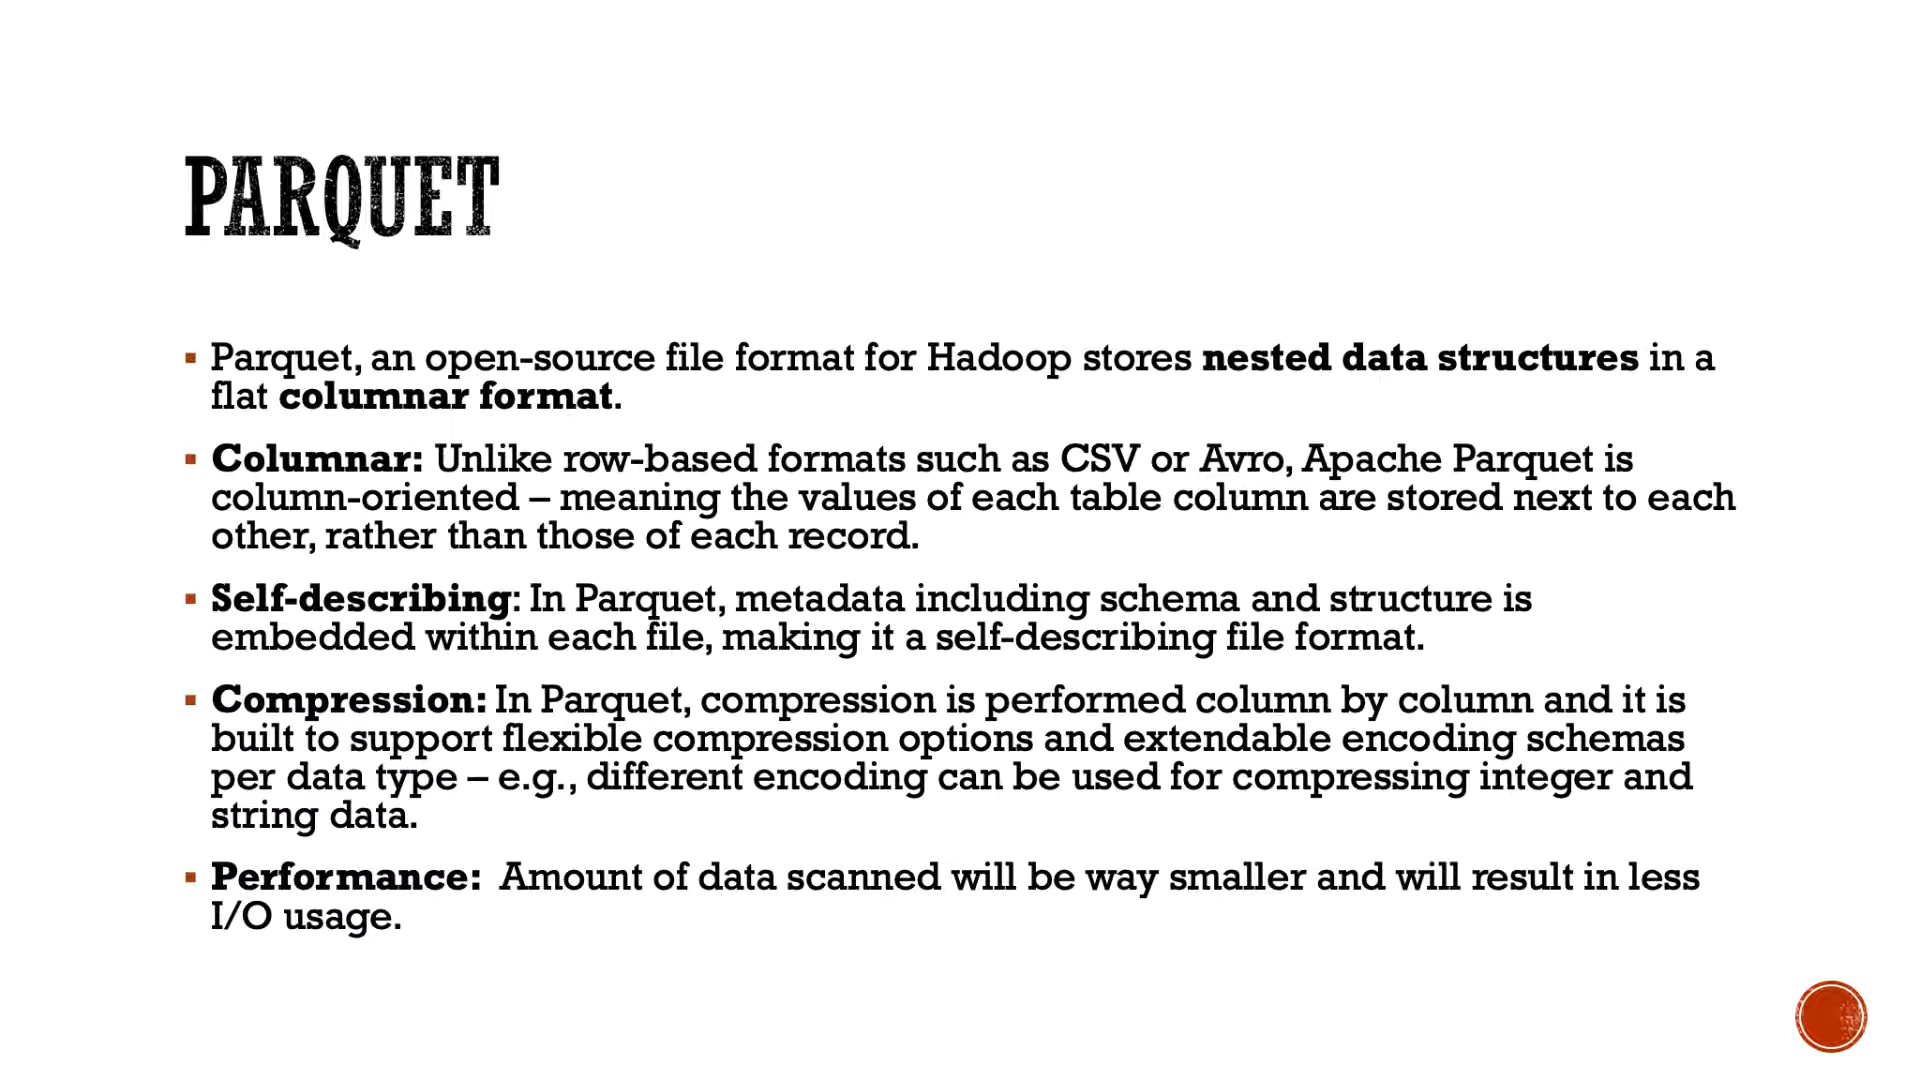 PARQUET
▪ Parquet, an open-source file format for Hadoop stores nested data structures in a
flat columnar format.
▪ Columnar: Unlike row-based formats such as CSV or Avro, Apache Parquet is
column-oriented – meaning the values of each table column are stored next to each
other, rather than those of each record.
▪ Self-describing: In Parquet, metadata including schema and structure is
embedded within each file, making it a self-describing file format.
▪ Compression: In Parquet, compression is performed column by column and it is
built to support flexible compression options and extendable encoding schemas
per data type – e.g., different encoding can be used for compressing integer and
string data.
▪ Performance: Amount of data scanned will be way smaller and will result in less
I/O usage.